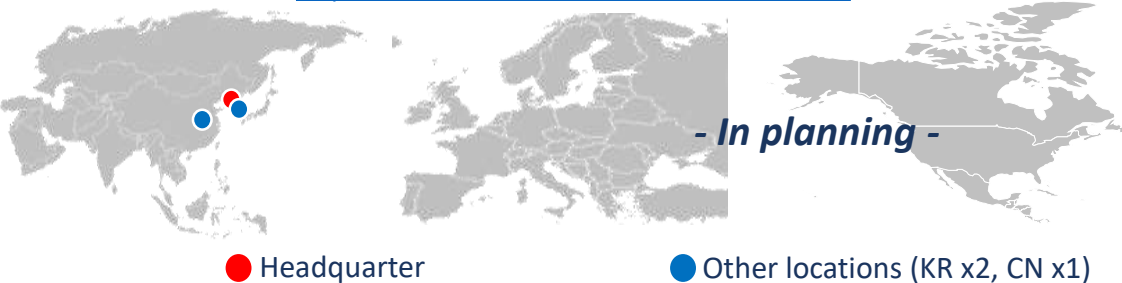 - In planning -
Headquarter
Other locations (KR x2, CN x1)